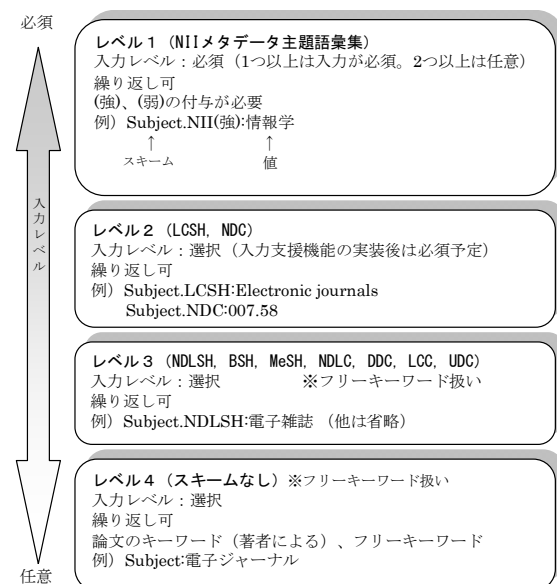 必須
レベル１（NIIメタデータ主題語彙集）
入力レベル：必須（1つ以上は入力が必須。2つ以上は任意）
繰り返し可
(強)、(弱)の付与が必要
例）Subject.NII(強):情報学
↑ ↑
スキーム 値
入力レベル
レベル２（LCSH, NDC）
入力レベル：選択（入力支援機能の実装後は必須予定）
繰り返し可
例）Subject.LCSH:Electronic journals
Subject.NDC:007.58
レベル３（NDLSH, BSH, MeSH, NDLC, DDC, LCC, UDC）
入力レベル：選択 ※フリーキーワード扱い
繰り返し可
例）Subject.NDLSH:電子雑誌 （他は省略）
レベル４（スキームなし）※フリーキーワード扱い
入力レベル：選択
繰り返し可
論文のキーワード（著者による）、フリーキーワード
例）Subject:電子ジャーナル
任意